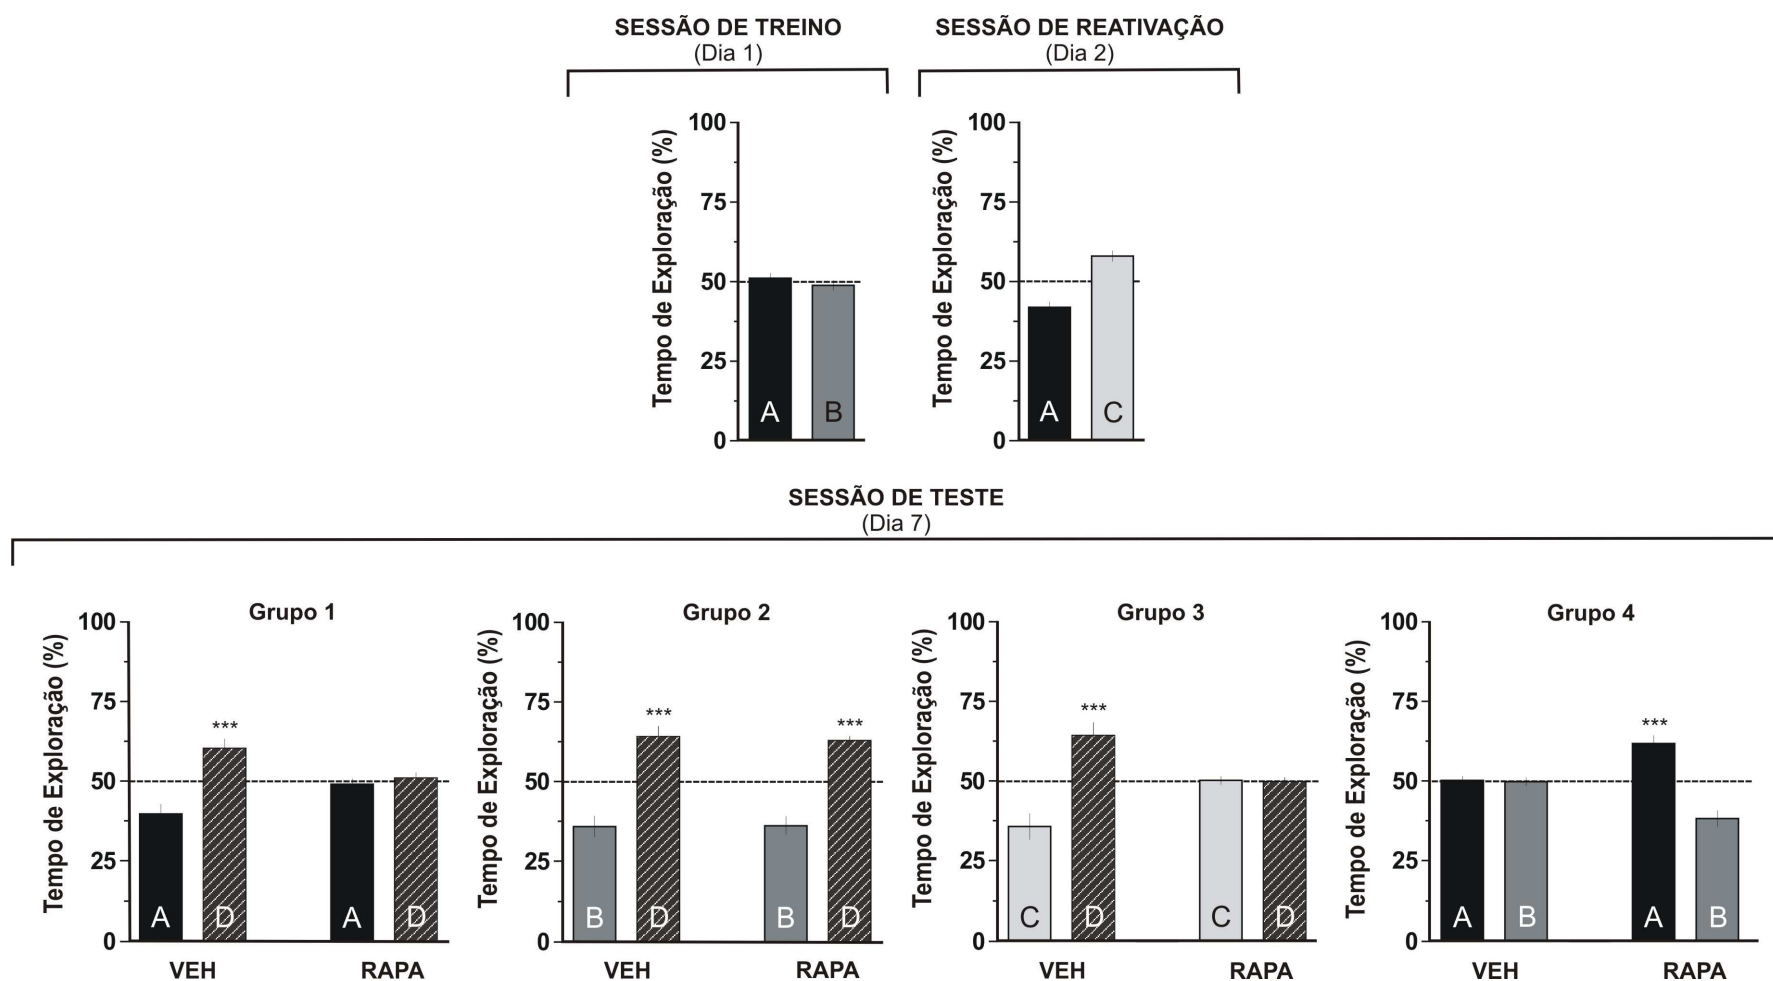 SESSÃO DE TREINO
(Dia 1)
SESSÃO DE REATIVAÇÃO
(Dia 2)
Tempo de Exploração (%)
100
75
50
25
0
A
B
Tempo de Exploração (%)
100
75
50
25
0
A
C
SESSÃO DE TESTE
(Dia 7)
Grupo 1
Tempo de Exploração (%)
100
75
50
25
0
***
A
D
A
D
VEH
RAPA
Grupo 2
Tempo de Exploração (%)
100
75
50
25
0
***
***
B
D
B
D
VEH
RAPA
Grupo 3
Tempo de Exploração (%)
100
75
50
25
0
***
C
D
C
D
VEH
RAPA
Grupo 4
Tempo de Exploração (%)
100
75
50
25
0
***
A
B
A
B
VEH
RAPA